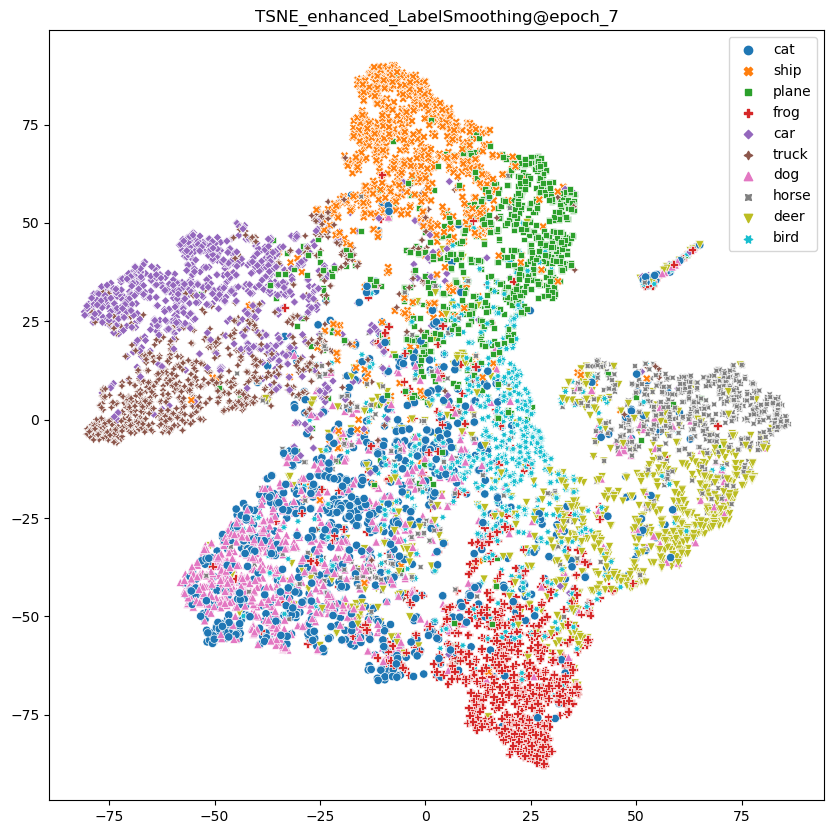 TSNE_enhanced_LabelSmoothing@epoch_7
cat
ship
plane
frog
car
truck
dog
horse
deer
bird
75
50
25
0
−25
−50
−75
−75
−50
−25
0
25
50
75